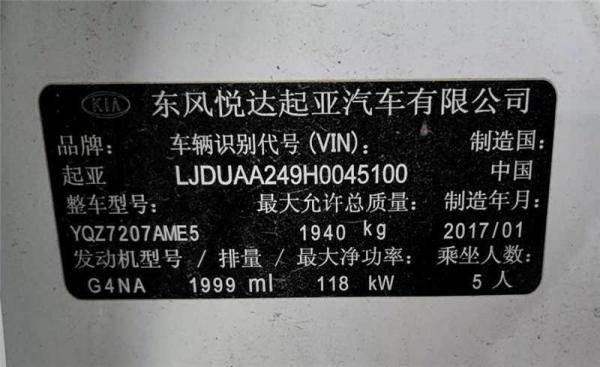 KIA 东风悦达起亚汽车有限公司
品牌： 车辆识别代号(VIN)： 制造国：
起亚 LJDUAA249H0045100 中国
整车型号： 最大允许总质量： 制造年月：
YQZ7207AME5 1940 kg 2017/01
发动机型号 / 排量 / 最大净功率： 乘坐人数：
G4NA 1999 ml 118 kW 5 人